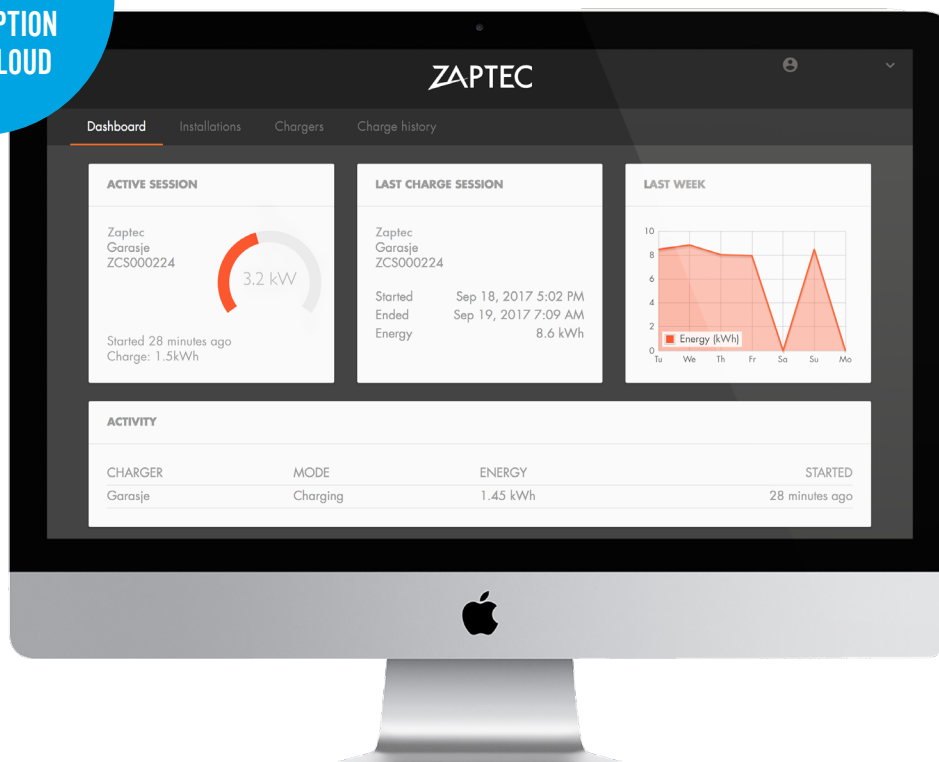 PTION
LOUD
ZAPTEC
Dashboard Installations Chargers Charge history
ACTIVE SESSION
Zaptec
Garasje
ZCS000224
3.2 kW
Started 28 minutes ago
Charge: 1.5kWh
LAST CHARGE SESSION
Zaptec
Garasje
ZCS000224
Started Sep 18, 2017 5:02 PM
Ended Sep 19, 2017 7:09 AM
Energy 8.6 kWh
LAST WEEK
10
8
6
4
2
0
Energy (kWh)
Tu We Th Fr Sa Su Mo
ACTIVITY
CHARGER MODE ENERGY STARTED
Garasje Charging 1.45 kWh 28 minutes ago